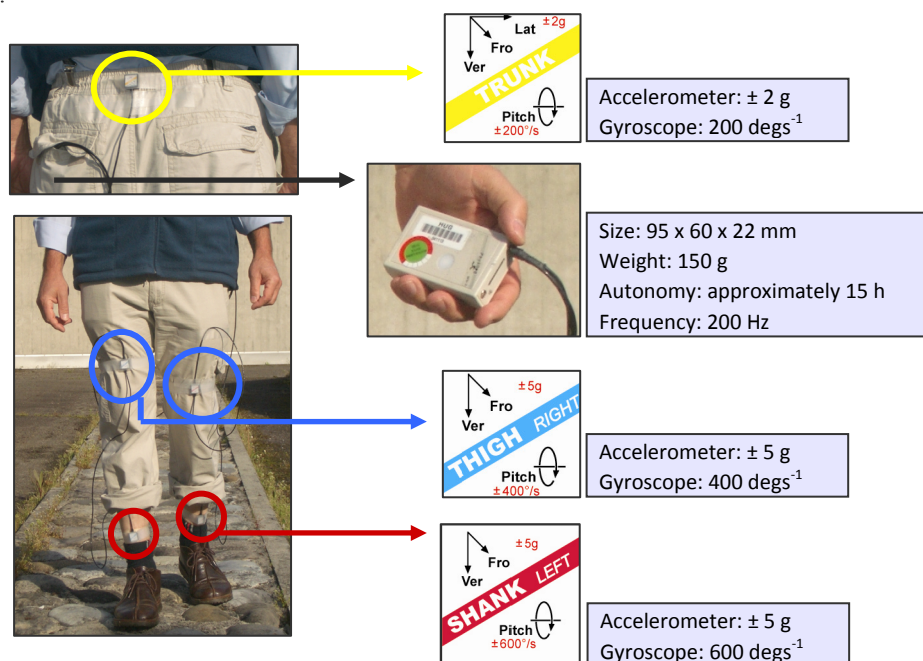 Lat
±2g
Fro
Ver
TRUNK
Pitch
±200°/s
Accelerometer: ± 2 g
Gyroscope: 200 degs⁻¹
HUG
Size: 95 x 60 x 22 mm
Weight: 150 g
Autonomy: approximately 15 h
Frequency: 200 Hz
±5g
Fro
Ver
THIGH RIGHT
Pitch
±400°/s
Accelerometer: ± 5 g
Gyroscope: 400 degs⁻¹
±5g
Fro
Ver
SHANK LEFT
Pitch
±600°/s
Accelerometer: ± 5 g
Gyroscope: 600 degs⁻¹